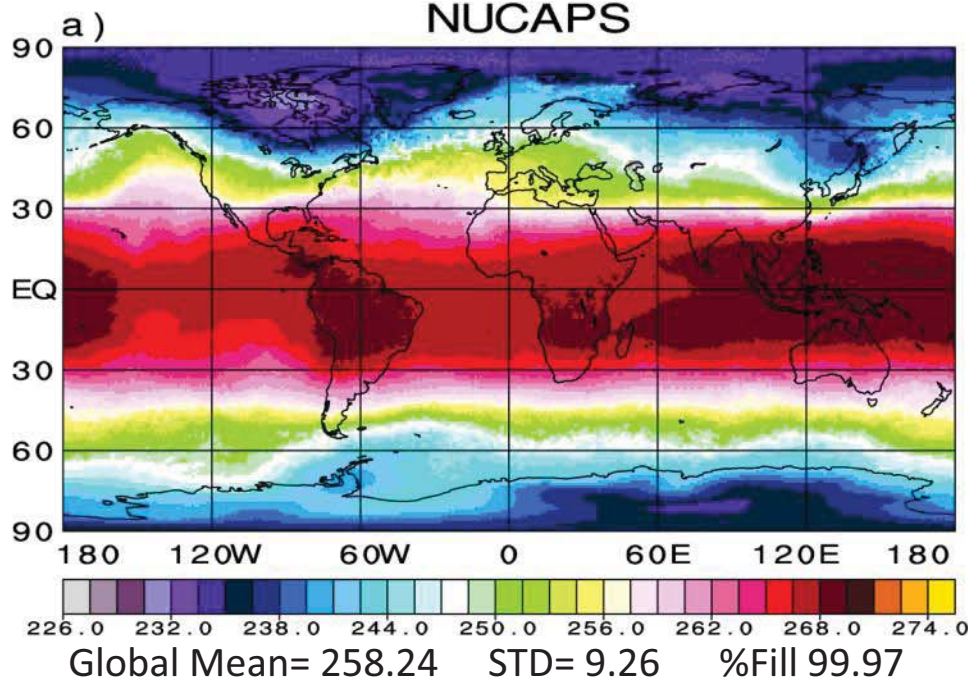 a) NUCAPS
90
60
30
EQ
30
60
90
180 120W 60W 0 60E 120E 180
226.0 232.0 238.0 244.0 250.0 256.0 262.0 268.0 274.0
Global Mean= 258.24 STD= 9.26 %Fill 99.97